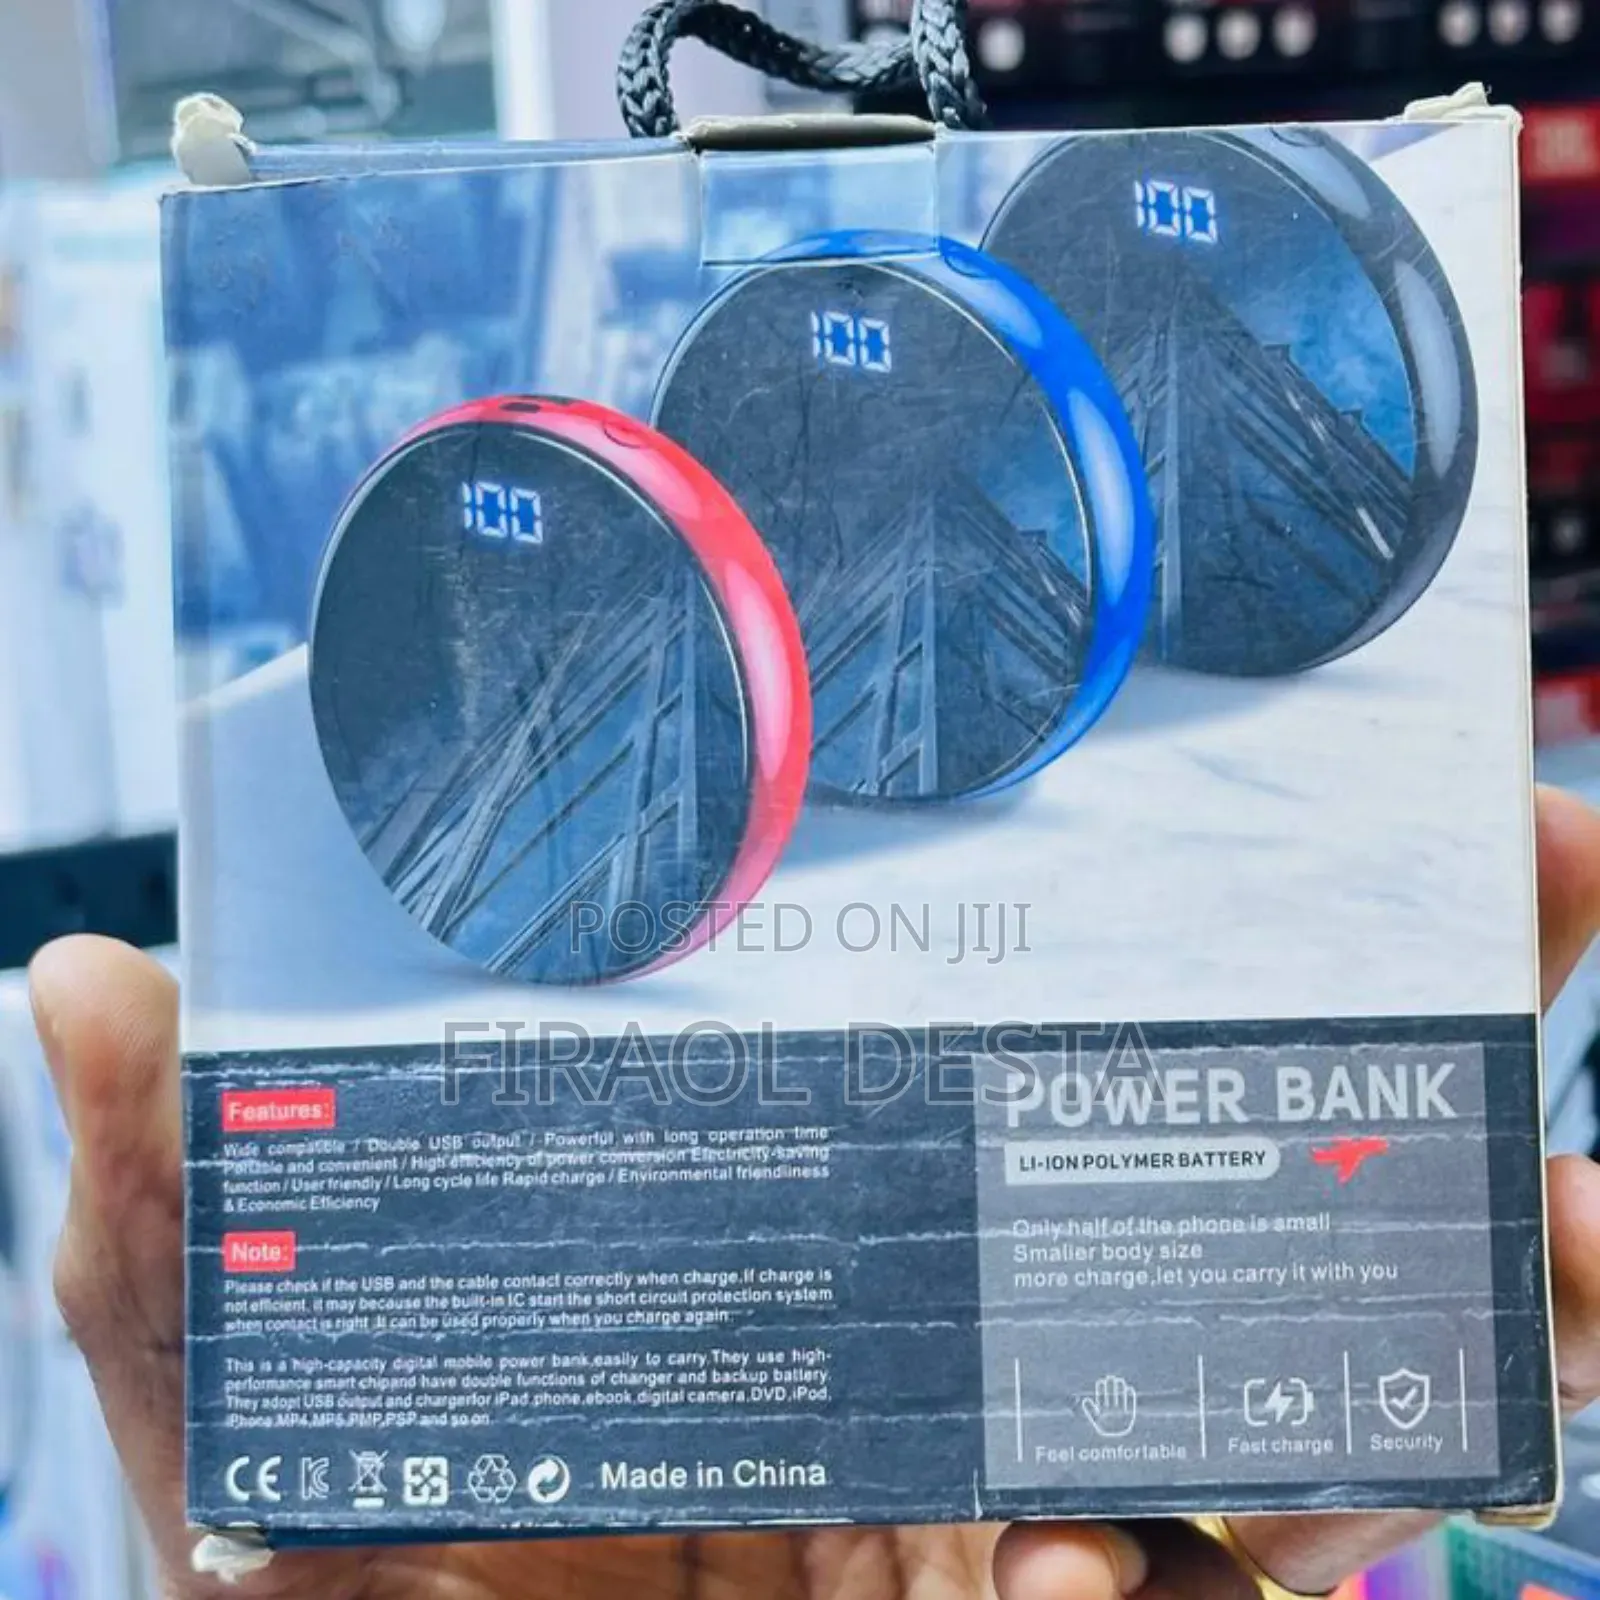 100
100
100
POSTED ON JIJI
FIRAOL DESTA
Features:
Wide compatible / Double USB output / Powerful with long operation time
Portable and convenient / High efficiency of power conversion Electricity-saving
function / User friendly / Long cycle life Rapid charge / Environmental friendliness
& Economic Efficiency
Note:
Please check if the USB and the cable contact correctly when charge.If charge is
not efficient, it may because the built-in IC start the short circuit protection system
when contact is right .It can be used properly when you charge again.
This is a high-capacity digital mobile power bank,easily to carry.They use high-
performance smart chipand have double functions of changer and backup battery.
They adopt USB output and chargerfor iPad,phone,ebook,digital camera,DVD,iPod,
iPhone,MP4,MP5,PMP,PSP,and so on.
CE Made in China
POWER BANK
LI-ION POLYMER BATTERY
Only half of the phone is small
Smaller body size
more charge,let you carry it with you
Feel comfortable
Fast charge
Security